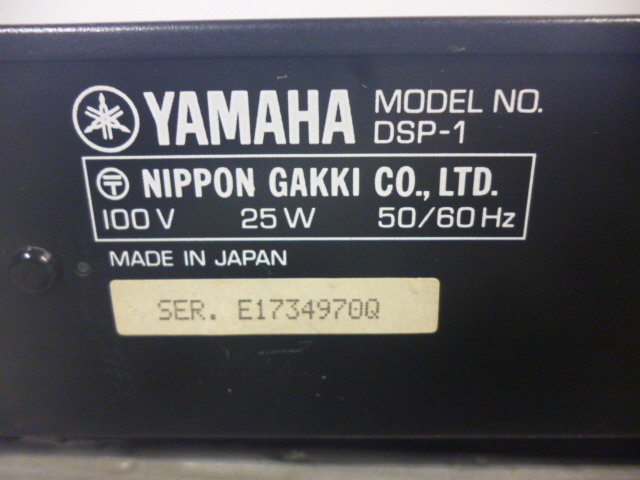 YAMAHA MODEL NO.
DSP-1
〒 NIPPON GAKKI CO., LTD.
100 V 25 W 50/60 Hz
MADE IN JAPAN
SER. E1734970Q